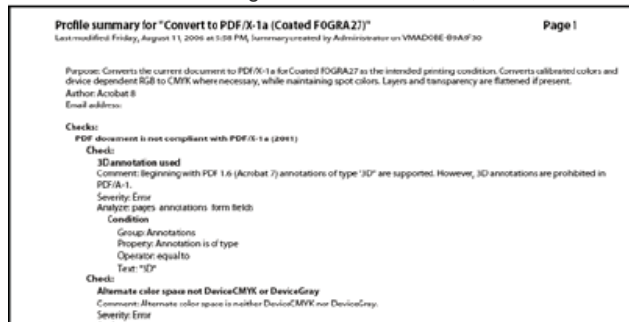 Profile summary for "Convert to PDF/X-1a (Coated FOGRA27)" Page 1
Last modified Friday, August 11, 2006 at 5:58 PM, Summary created by Administrator on
Purpose: Converts the current document to PDF/X-1a for Coated FOGRA27 as the intended printing condition. Converts calibrated colors and
device dependent RGB to CMYK where necessary, while maintaining spot colors. Layers and transparency are flattened if present.
Author: Acrobat 8
Email address:
Checks:
PDF document is not compliant with PDF/X-1a (2001)
Check:
3D annotation used
Comment: Beginning with PDF 1.6 (Acrobat 7) annotations of type "3D" are supported. However, 3D annotations are prohibited in
PDF/A-1.
Severity: Error
Analyze: pages annotations form fields
Condition
Group: Annotations
Property: Annotation is of type
Operator: equal to
Text: "3D"
Check:
Alternate color space not DeviceCMYK or DeviceGray
Comment: Alternate color space is neither DeviceCMYK nor DeviceGray.
Severity: Error